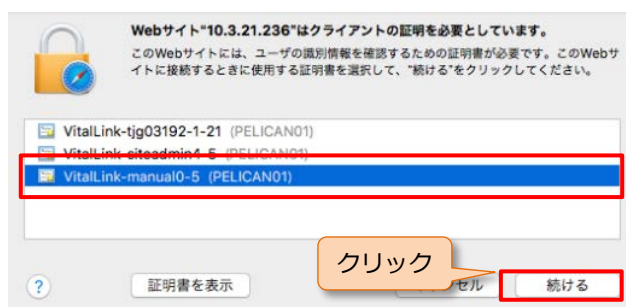 Webサイト"10.3.21.236"はクライアントの証明を必要としています。
このWebサイトには、ユーザの識別情報を確認するための証明書が必要です。このWebサ
イトに接続するときに使用する証明書を選択して、"続ける"をクリックしてください。
VitalLink-tjg03192-1-21 (PELICAN01)
VitalLink-siteadmin4-5 (PELICAN01)
VitalLink-manual0-5 (PELICAN01)
クリック
? 証明書を表示 セル 続ける